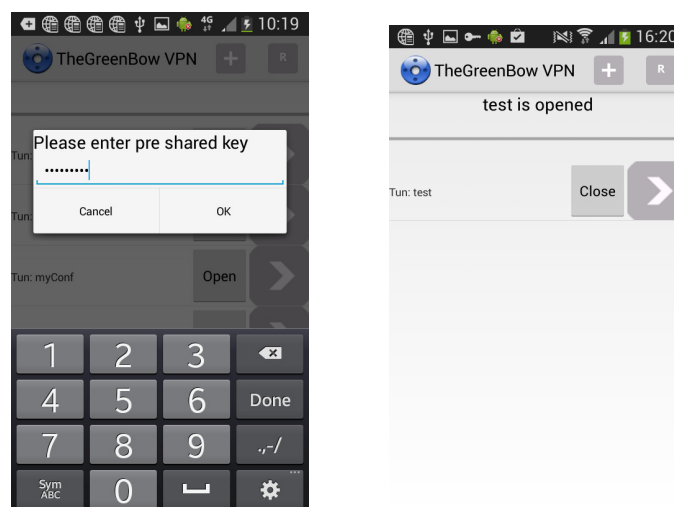 4G 10:19
TheGreenBow VPN + R
Please enter pre shared key
•••••••••
Tun:
Cancel OK
Tun:
Tun: myConf Open
1 2 3
4 5 6 Done
7 8 9 .,-/
Sym
ABC
0
16:20
TheGreenBow VPN + R
test is opened
Tun: test Close